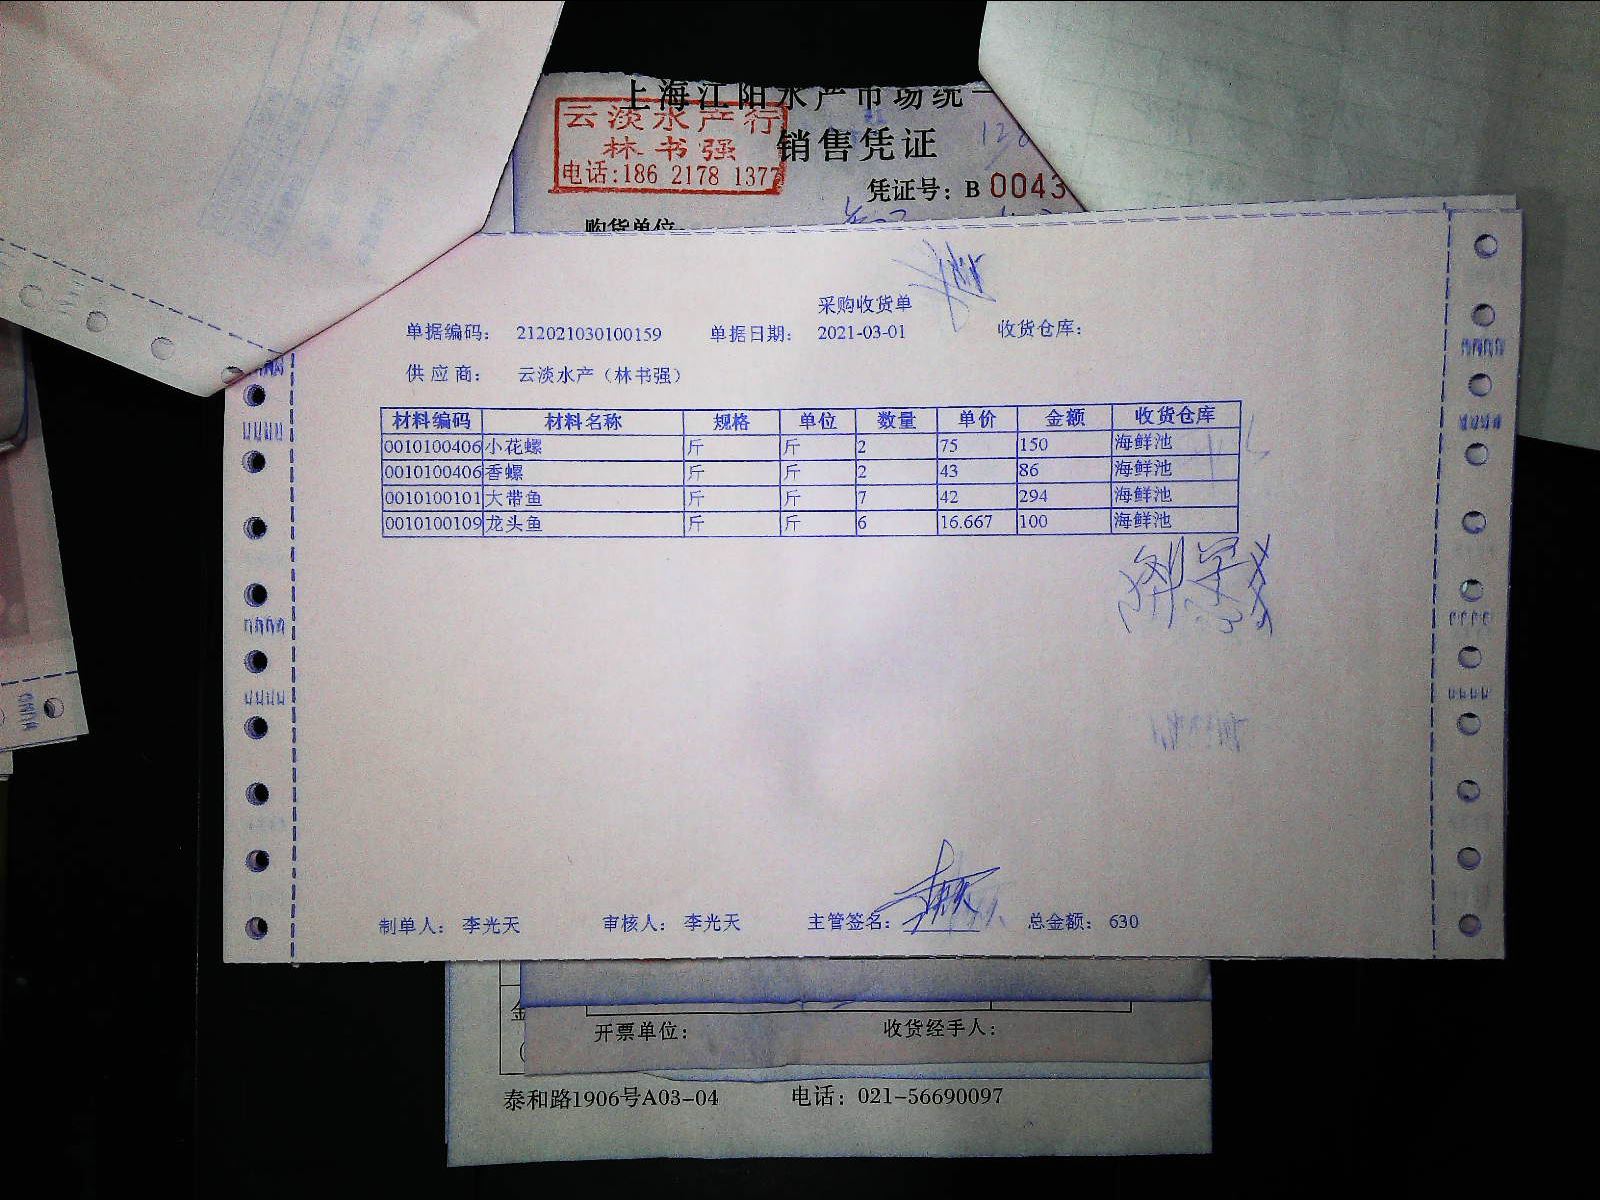 上海江阳水产市场统一
云淡水产行
林书强
电话:186 2178 1377
销售凭证
凭证号: B 0043
购货单位:
采购收货单
单据编码: 212021030100159 单据日期: 2021-03-01 收货仓库:
供应商: 云淡水产（林书强）
材料编码 材料名称 规格 单位 数量 单价 金额 收货仓库
0010100406 小花螺 斤 斤 2 75 150 海鲜池
0010100406 香螺 斤 斤 2 43 86 海鲜池
0010100101 大带鱼 斤 斤 7 42 294 海鲜池
0010100109 龙头鱼 斤 斤 6 16.667 100 海鲜池
制单人: 李光天 审核人: 李光天 主管签名: 总金额: 630
金
开票单位: 收货经手人:
泰和路1906号A03-04 电话: 021-56690097